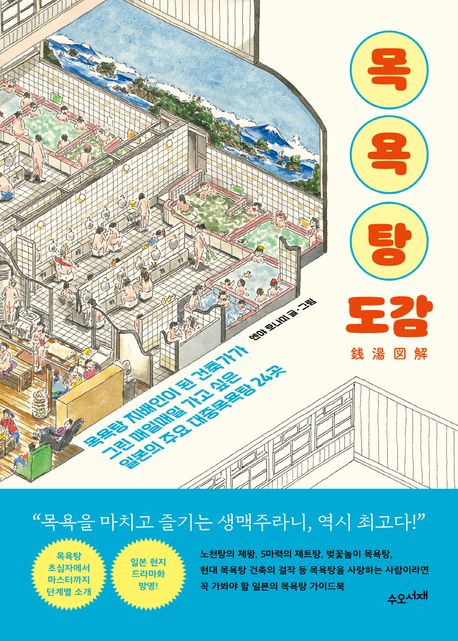 목
욕
탕
도감
銭湯図解
엔야 호나미 글·그림
목욕탕 지배인이 된 건축가가
그린 매일매일 가고 싶은
일본의 주요 대중목욕탕 24곳
“목욕을 마치고 즐기는 생맥주라니, 역시 최고다!”
목욕탕
초심자에서
마스터까지
단계별 소개
일본 현지
드라마화
방영!
노천탕의 제왕, 5마력의 제트탕, 벚꽃놀이 목욕탕,
현대 목욕탕 건축의 걸작 등 목욕탕을 사랑하는 사람이라면
꼭 가봐야 할 일본의 목욕탕 가이드북
수오서재